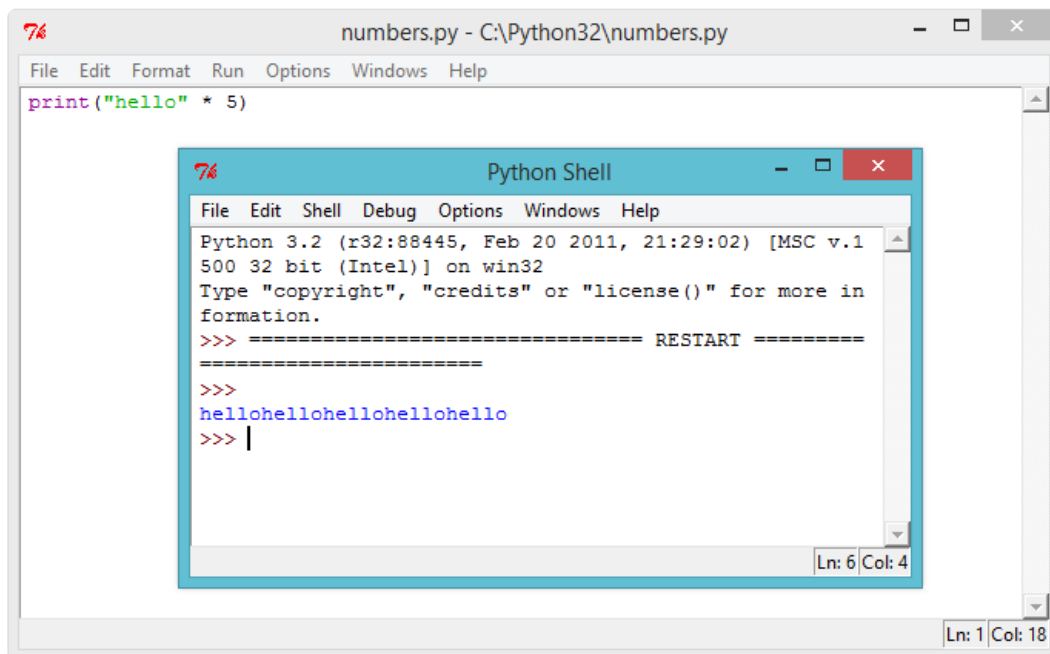 numbers.py - C:\Python32\numbers.py
File Edit Format Run Options Windows Help
print("hello" * 5)
Python Shell
File Edit Shell Debug Options Windows Help
Python 3.2 (r32:88445, Feb 20 2011, 21:29:02) [MSC v.1
500 32 bit (Intel)] on win32
Type "copyright", "credits" or "license()" for more in
formation.
>>> ================================ RESTART =========
=======================
>>>
hellohellohellohellohello
>>>
Ln: 6 Col: 4
Ln: 1 Col: 18